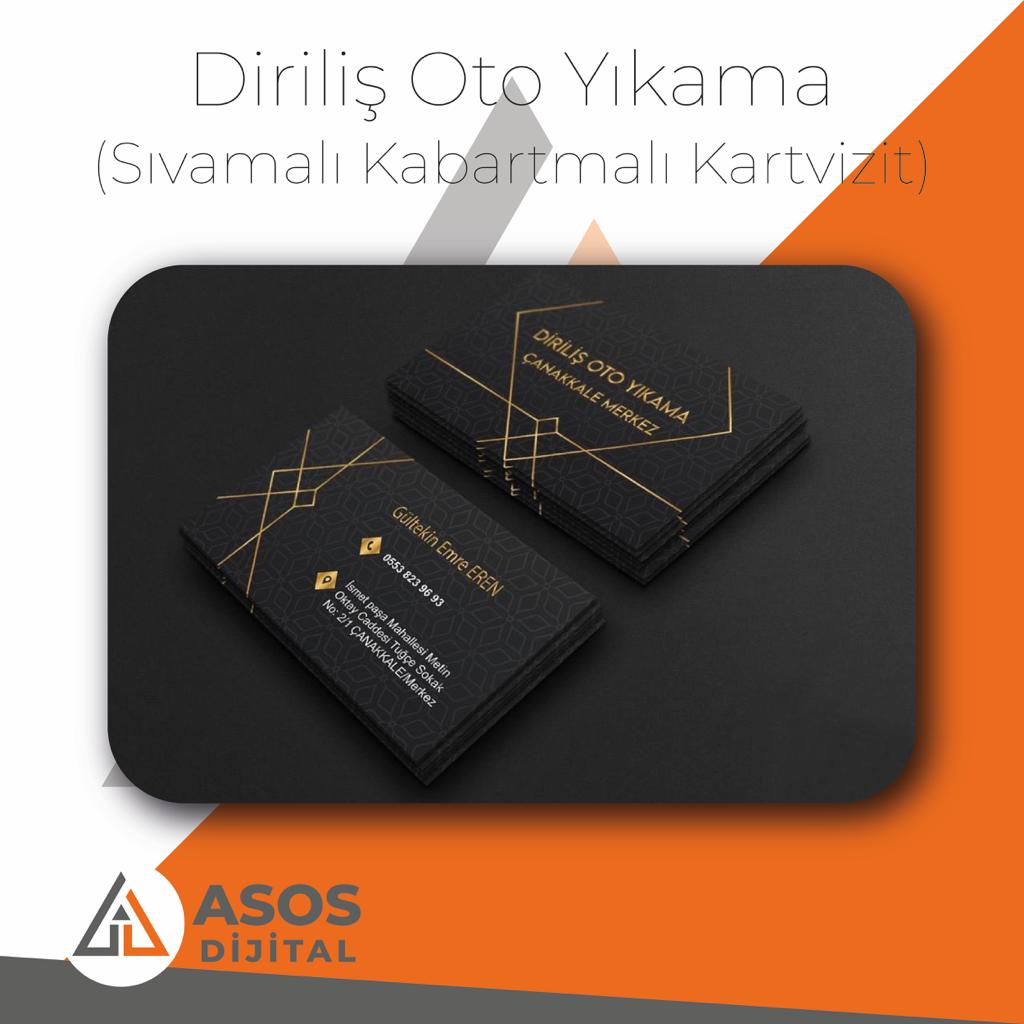 Diriliş Oto Yıkama
(Sıvamalı Kabartmalı Kartvizit)
DİRİLİŞ OTO YIKAMA
ÇANAKKALE MERKEZ
Gültekin Emre EREN
0553 823 96 93
İsmet paşa Mahallesi Metin
Oktay Caddesi Tuğçe Sokak
No: 2/1 ÇANAKKALE/Merkez
ASOS
DİJİTAL